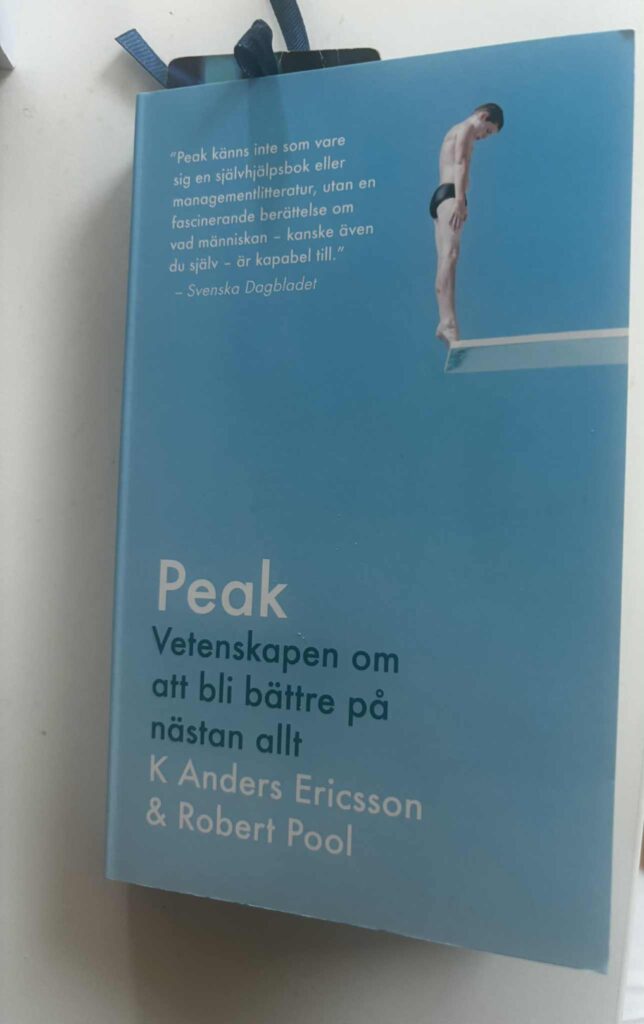 "Peak känns inte som vare
sig en självhjälpsbok eller
managementlitteratur, utan en
fascinerande berättelse om
vad människan – kanske även
du själv – är kapabel till."
– Svenska Dagbladet
Peak
Vetenskapen om
att bli bättre på
nästan allt
K Anders Ericsson
& Robert Pool